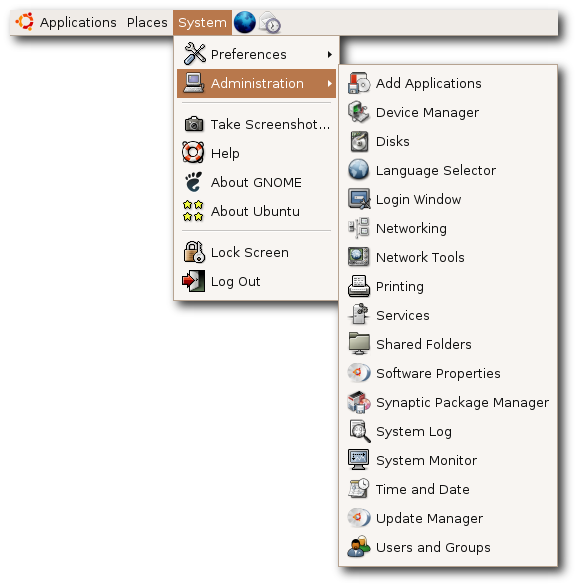 Applications Places System
Preferences
Administration
Take Screenshot...
Help
About GNOME
About Ubuntu
Lock Screen
Log Out
Add Applications
Device Manager
Disks
Language Selector
Login Window
Networking
Network Tools
Printing
Services
Shared Folders
Software Properties
Synaptic Package Manager
System Log
System Monitor
Time and Date
Update Manager
Users and Groups